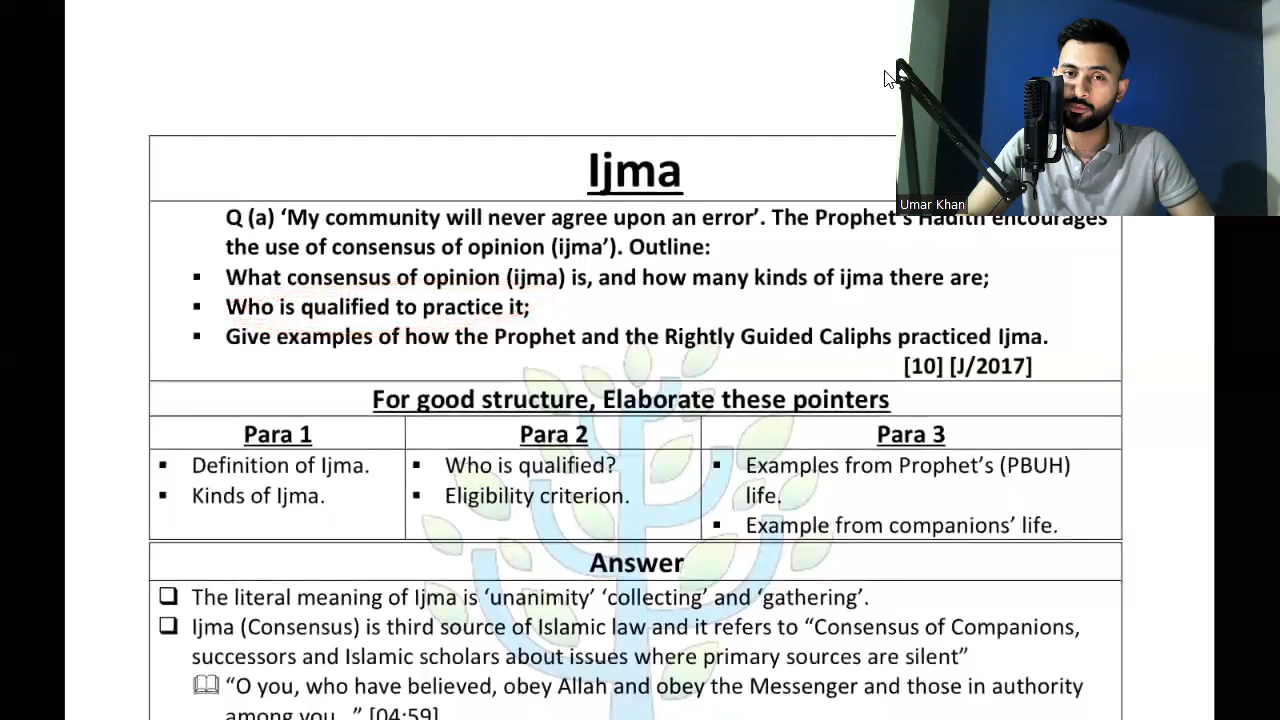 Ijma
Q (a) ‘My community will never agree upon an error’. The Prophet’s Hadith encourages
the use of consensus of opinion (ijma’). Outline:
▪ What consensus of opinion (ijma) is, and how many kinds of ijma there are;
▪ Who is qualified to practice it;
▪ Give examples of how the Prophet and the Rightly Guided Caliphs practiced Ijma.
[10] [J/2017]
For good structure, Elaborate these pointers
Para 1
▪ Definition of Ijma.
▪ Kinds of Ijma.
Para 2
▪ Who is qualified?
▪ Eligibility criterion.
Para 3
▪ Examples from Prophet’s (PBUH)
life.
▪ Example from companions’ life.
Answer
❑ The literal meaning of Ijma is ‘unanimity’ ‘collecting’ and ‘gathering’.
❑ Ijma (Consensus) is third source of Islamic law and it refers to “Consensus of Companions,
successors and Islamic scholars about issues where primary sources are silent”
“O you, who have believed, obey Allah and obey the Messenger and those in authority
among you…” [04:59]
Umar Khan